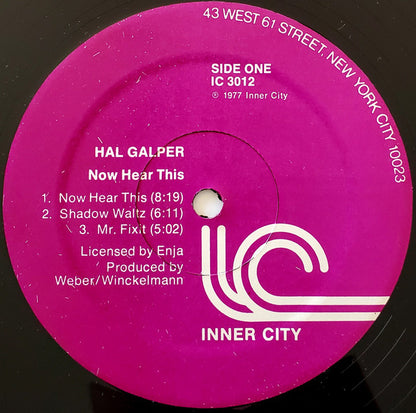 43 WEST 61 STREET, NEW YORK CITY 10023
SIDE ONE
IC 3012
℗ 1977 Inner City
HAL GALPER
Now Hear This
1. Now Hear This (8:19)
2. Shadow Waltz (6:11)
3. Mr. Fixit (5:02)
Licensed by Enja
Produced by
Weber/Winckelmann
IC
INNER CITY